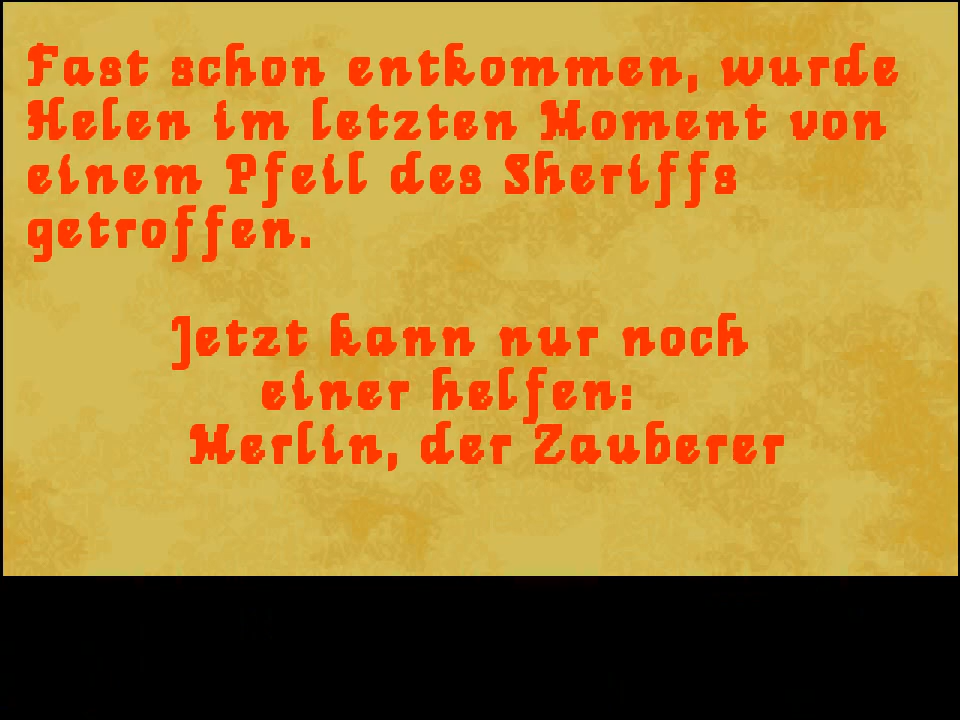 Fast schon entkommen, wurde
Helen im letzten Moment von
einem Pfeil des Sheriffs
getroffen.
Jetzt kann nur noch
einer helfen:
Merlin, der Zauberer